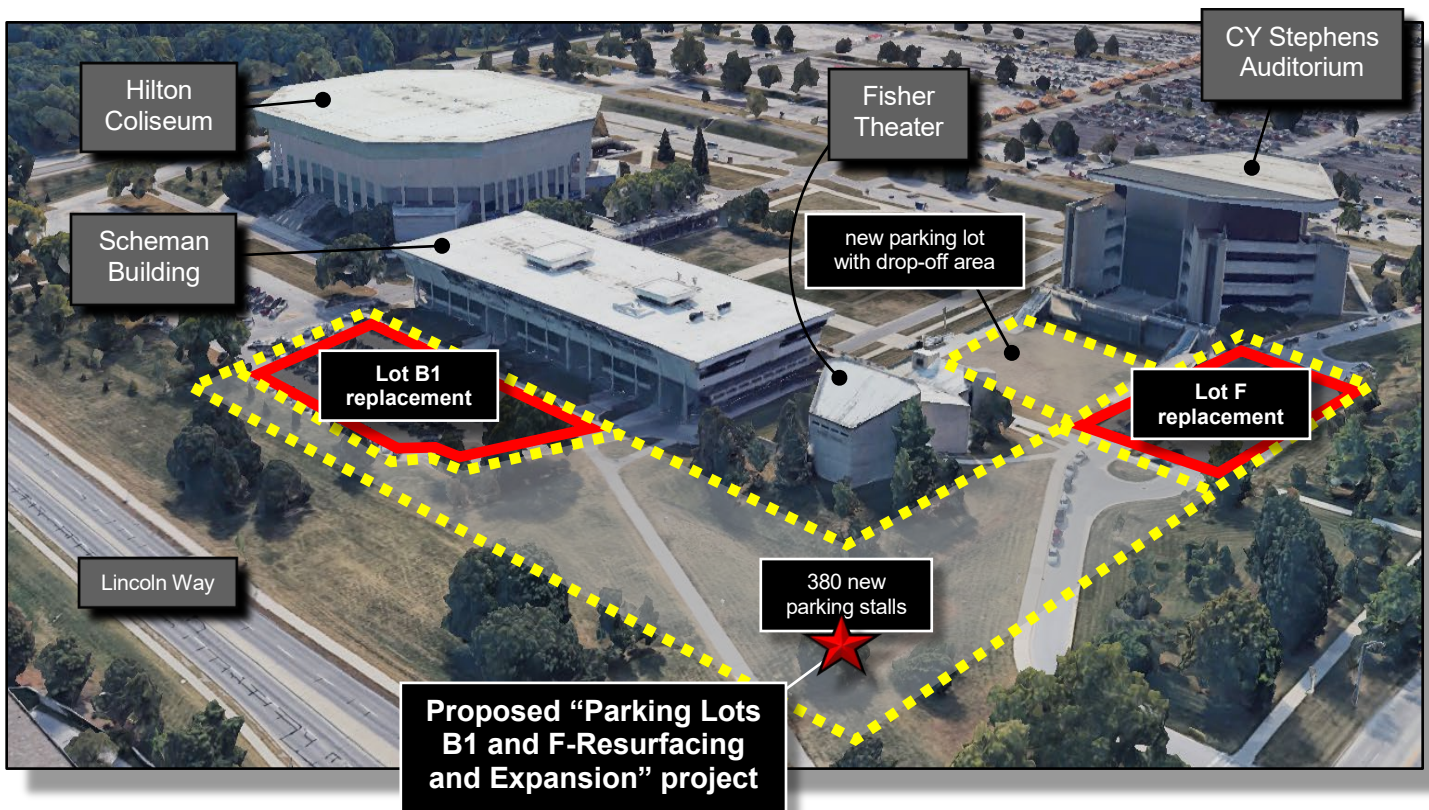 Hilton
Coliseum
Scheman
Building
Fisher
Theater
CY Stephens
Auditorium
new parking lot
with drop-off area
Lot B1
replacement
Lot F
replacement
Lincoln Way
380 new
parking stalls
Proposed “Parking Lots
B1 and F-Resurfacing
and Expansion” project